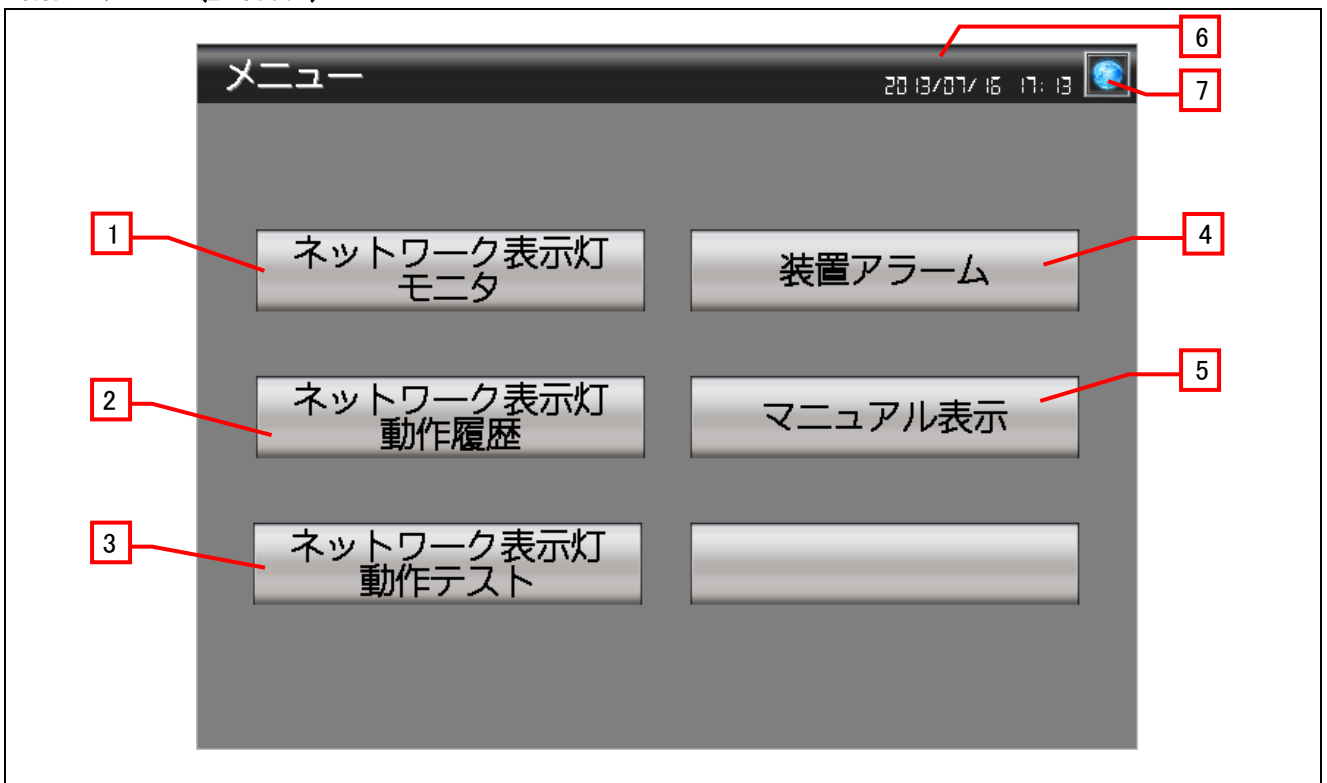 6
メニュー
2013/07/16 17:13
7
1
ネットワーク表示灯
モニタ
4
装置アラーム
2
ネットワーク表示灯
動作履歴
5
マニュアル表示
3
ネットワーク表示灯
動作テスト